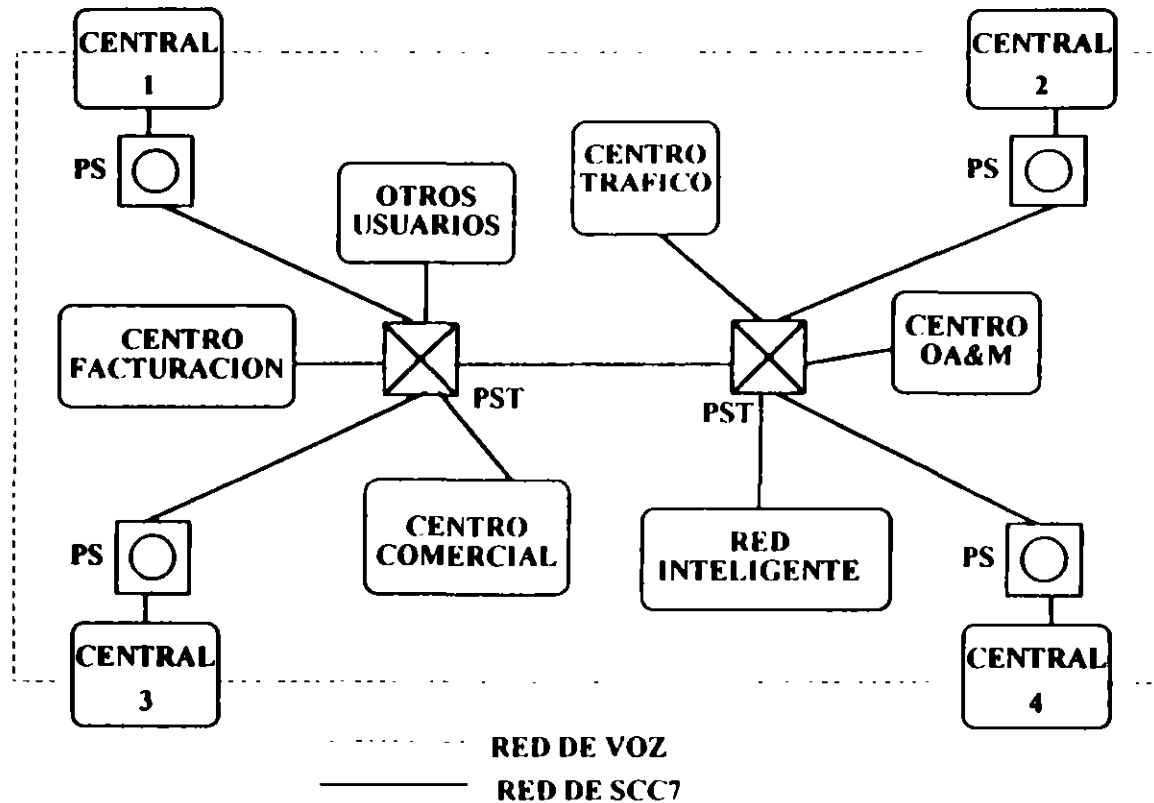 CENTRAL
1
CENTRAL
2
PS
PS
CENTRO
TRAFICO
OTROS
USUARIOS
CENTRO
FACTURACION
CENTRO
OA&M
PST
PST
CENTRO
COMERCIAL
RED
INTELIGENTE
PS
PS
CENTRAL
3
CENTRAL
4
RED DE VOZ
RED DE SCC7